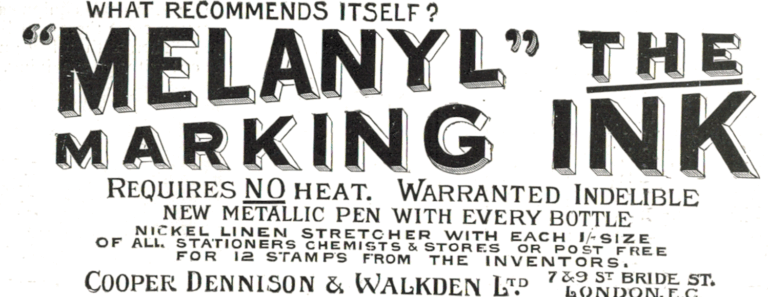 WHAT RECOMMENDS ITSELF?
"MELANYL" THE
MARKING INK
REQUIRES NO HEAT. WARRANTED INDELIBLE
NEW METALLIC PEN WITH EVERY BOTTLE
NICKEL LINEN STRETCHER WITH EACH 1/-SIZE
OF ALL STATIONERS CHEMISTS & STORES OR POST FREE
FOR 12 STAMPS FROM THE INVENTORS.
COOPER DENNISON & WALKDEN LTD. 7 & 9 ST BRIDE ST.
LONDON.E.C